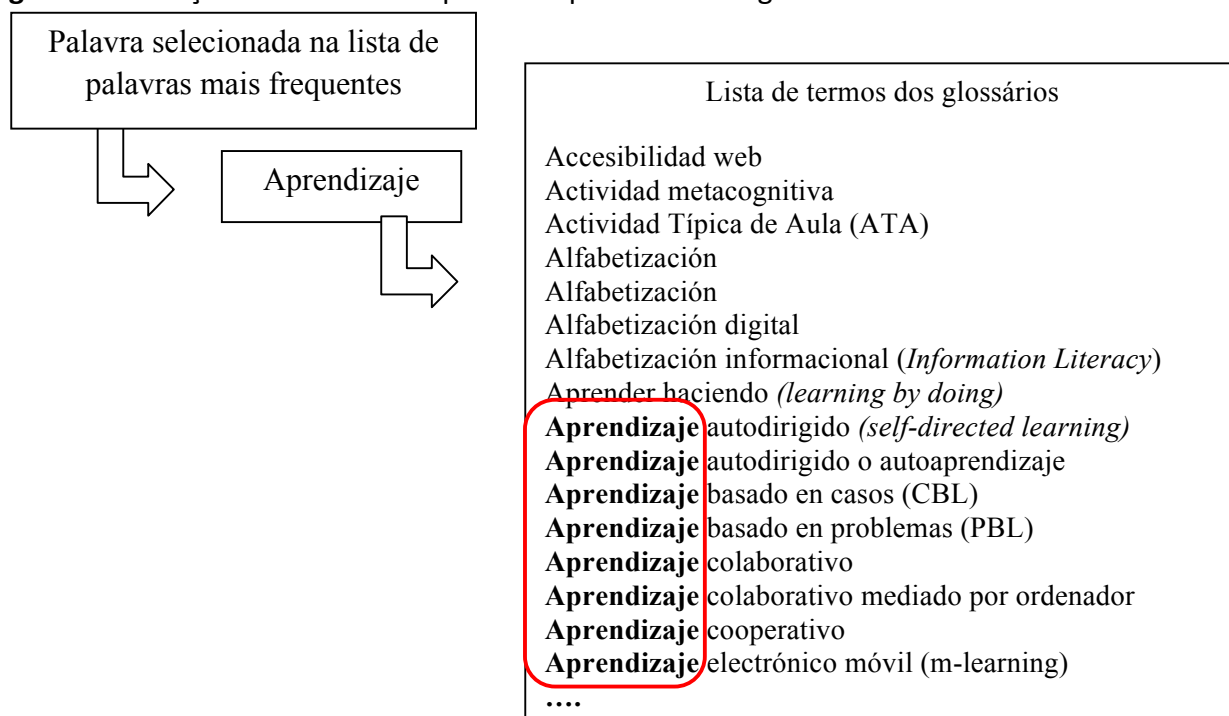 Palavra selecionada na lista de
palavras mais frequentes
Aprendizaje
Lista de termos dos glossários
Accesibilidad web
Actividad metacognitiva
Actividad Típica de Aula (ATA)
Alfabetización
Alfabetización
Alfabetización digital
Alfabetización informacional (Information Literacy)
Aprender haciendo (learning by doing)
Aprendizaje autodirigido (self-directed learning)
Aprendizaje autodirigido o autoaprendizaje
Aprendizaje basado en casos (CBL)
Aprendizaje basado en problemas (PBL)
Aprendizaje colaborativo
Aprendizaje colaborativo mediado por ordenador
Aprendizaje cooperativo
Aprendizaje electrónico móvil (m-learning)
....